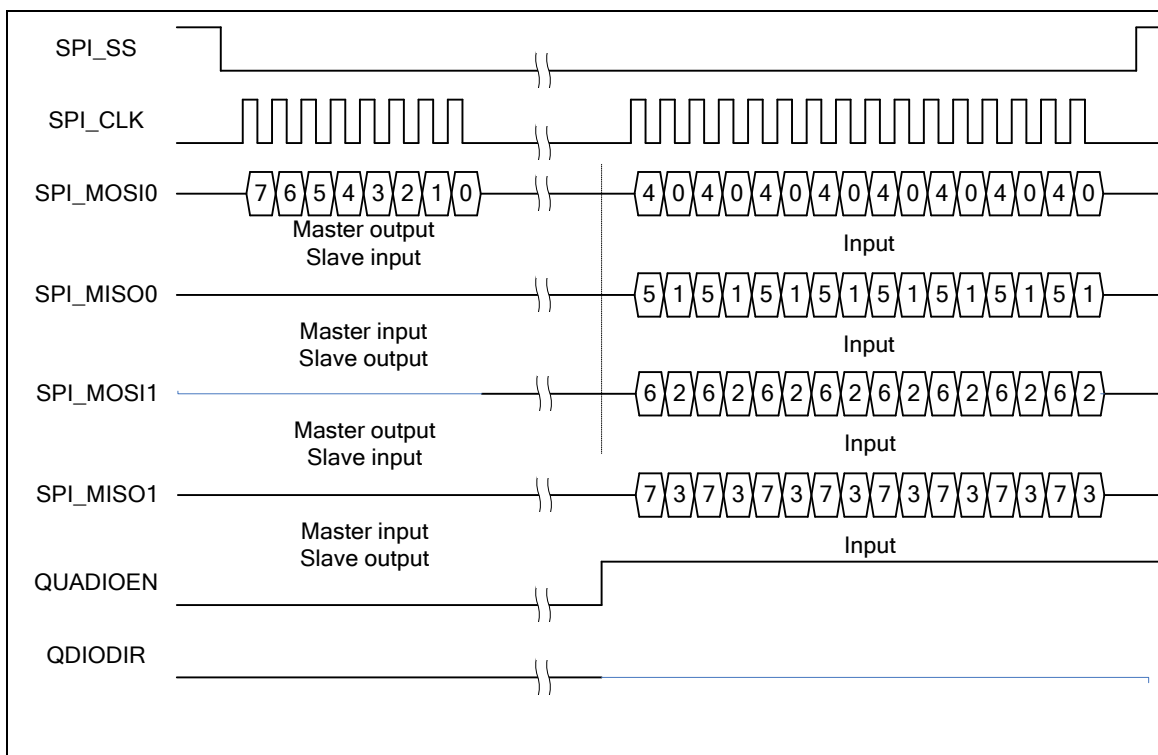 SPI_SS
SPI_CLK
SPI_MOSI0
7 6 5 4 3 2 1 0
4 0 4 0 4 0 4 0 4 0 4 0 4 0 4 0
Master output
Slave input
Input
SPI_MISO0
5 1 5 1 5 1 5 1 5 1 5 1 5 1 5 1
Master input
Slave output
Input
SPI_MOSI1
6 2 6 2 6 2 6 2 6 2 6 2 6 2 6 2
Master output
Slave input
Input
SPI_MISO1
7 3 7 3 7 3 7 3 7 3 7 3 7 3 7 3
Master input
Slave output
Input
QUADIOEN
QDIODIR